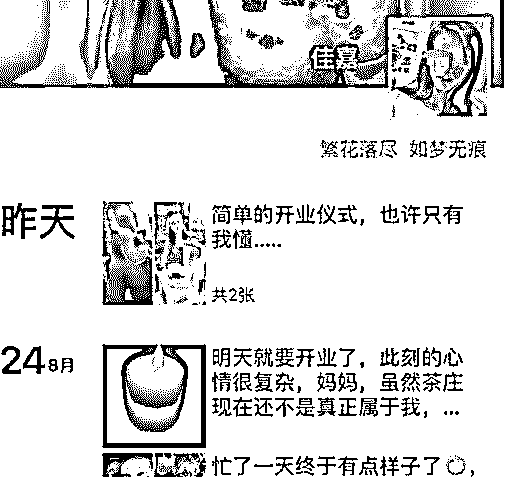 佳嘉
繁花落尽 如梦无痕
昨天
简单的开业仪式，也许只有
我懂.....
共2张
24 8月
明天就要开业了，此刻的心
情很复杂，妈妈，虽然茶庄
现在还不是真正属于我，...
忙了一天终于有点样子了，